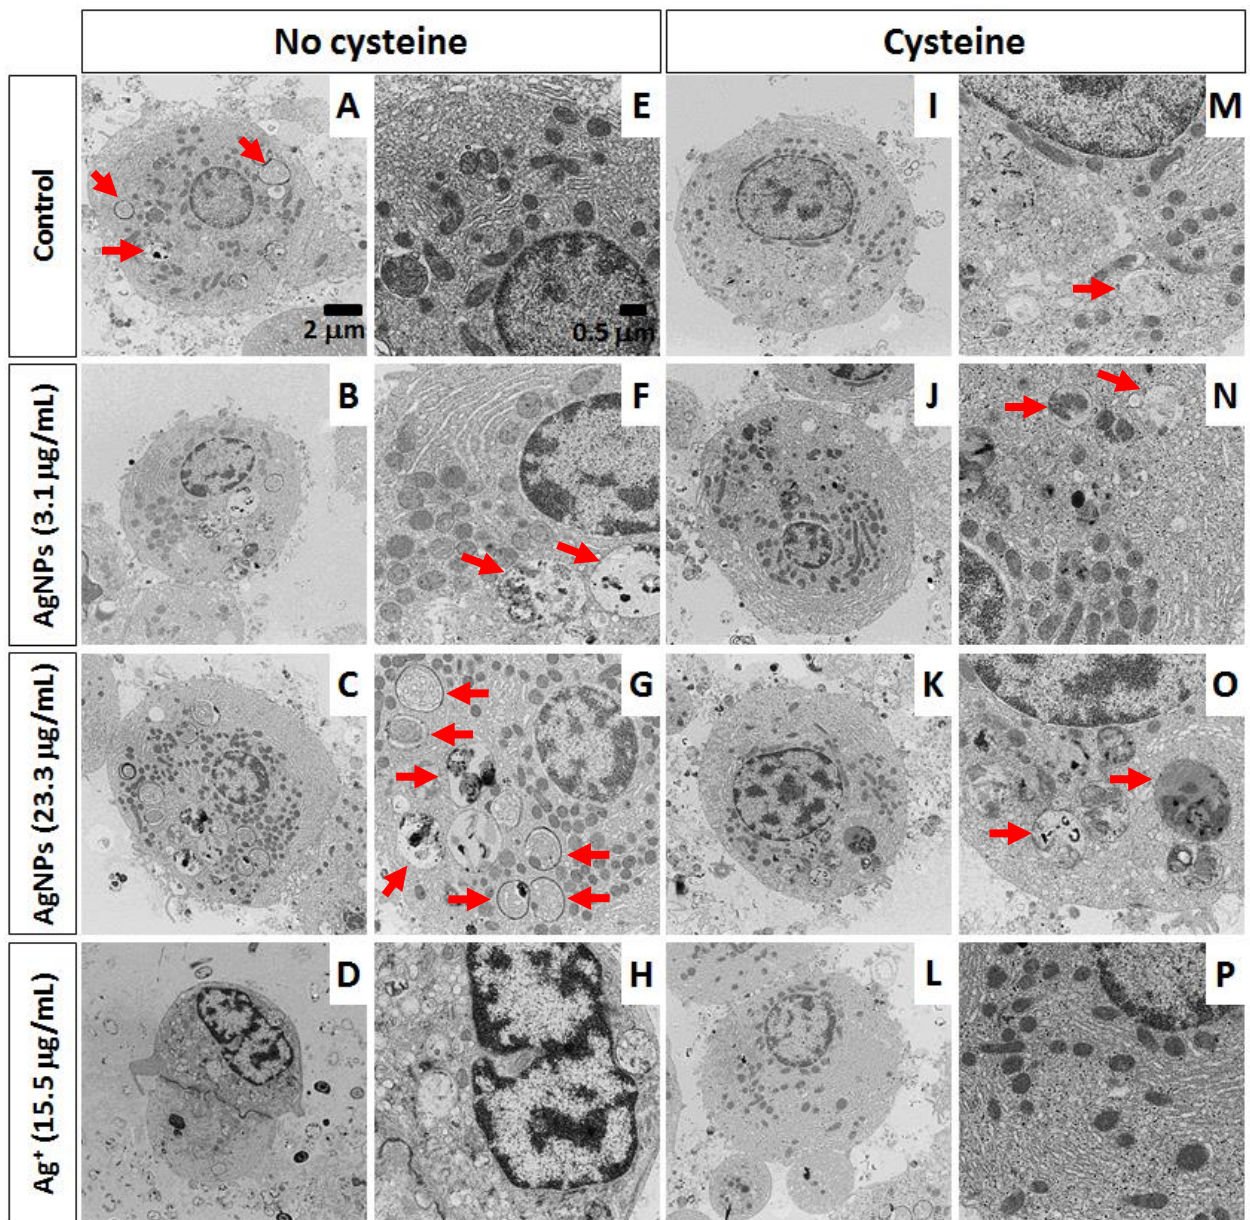 No cysteine
Cysteine
Control
A
2 µm
E
0.5 µm
I
M
AgNPs (3.1 µg/mL)
B
F
J
N
AgNPs (23.3 µg/mL)
C
G
K
O
Ag⁺ (15.5 µg/mL)
D
H
L
P